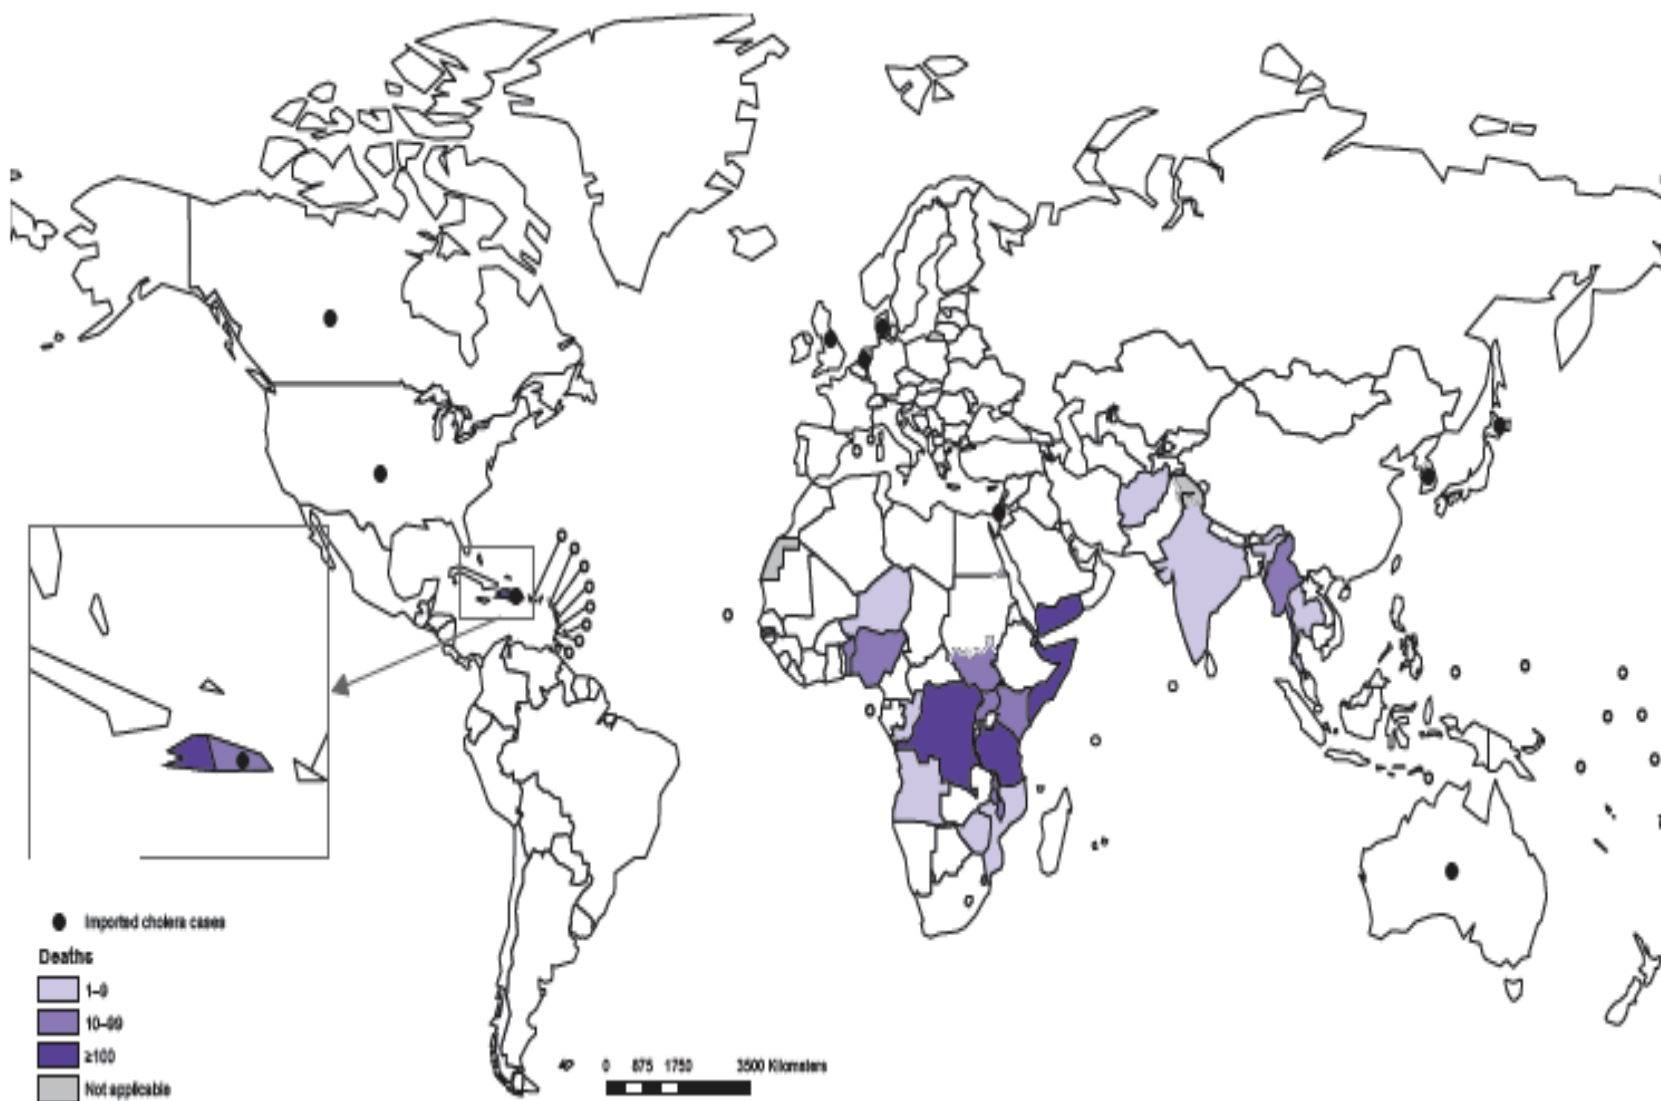 Imported cholera cases
Deaths
1–9
10–99
≥100
Not applicable
0 875 1750 3500 Kilometers